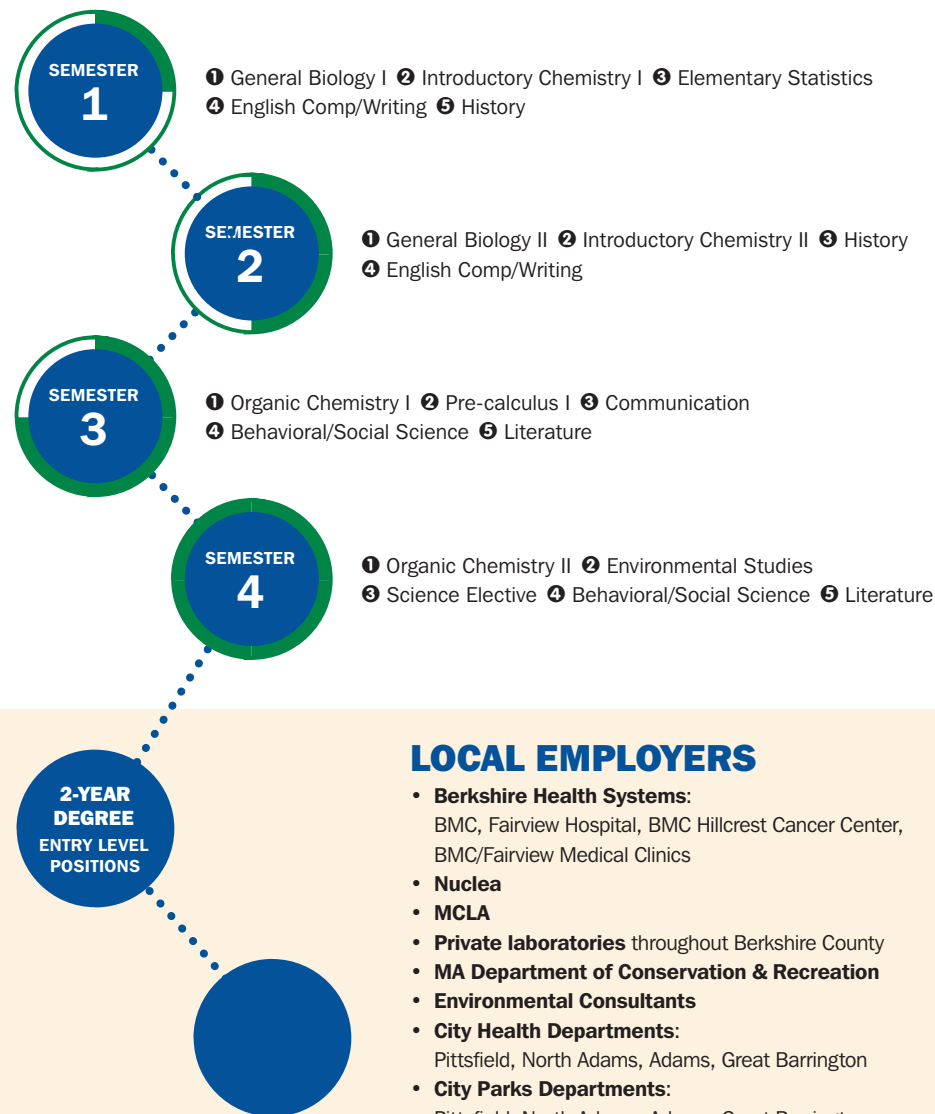 SEMESTER
1
❶ General Biology I ❷ Introductory Chemistry I ❸ Elementary Statistics
❹ English Comp/Writing ❺ History
SEMESTER
2
❶ General Biology II ❷ Introductory Chemistry II ❸ History
❹ English Comp/Writing
SEMESTER
3
❶ Organic Chemistry I ❷ Pre-calculus I ❸ Communication
❹ Behavioral/Social Science ❺ Literature
SEMESTER
4
❶ Organic Chemistry II ❷ Environmental Studies
❸ Science Elective ❹ Behavioral/Social Science ❺ Literature
2-YEAR
DEGREE
ENTRY LEVEL
POSITIONS
LOCAL EMPLOYERS
• Berkshire Health Systems:
BMC, Fairview Hospital, BMC Hillcrest Cancer Center,
BMC/Fairview Medical Clinics
• Nuclea
• MCLA
• Private laboratories throughout Berkshire County
• MA Department of Conservation & Recreation
• Environmental Consultants
• City Health Departments:
Pittsfield, North Adams, Adams, Great Barrington
• City Parks Departments: